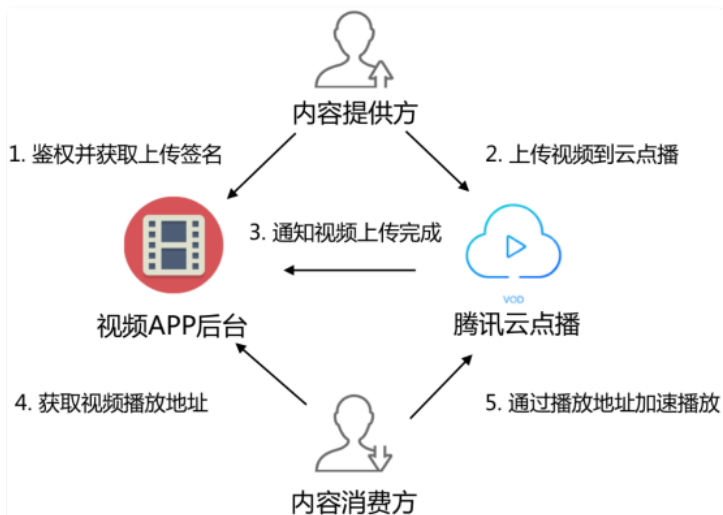 内容提供方
1. 鉴权并获取上传签名
2. 上传视频到云点播
3. 通知视频上传完成
VOD
视频APP后台
腾讯云点播
4. 获取视频播放地址
5. 通过播放地址加速播放
内容消费方